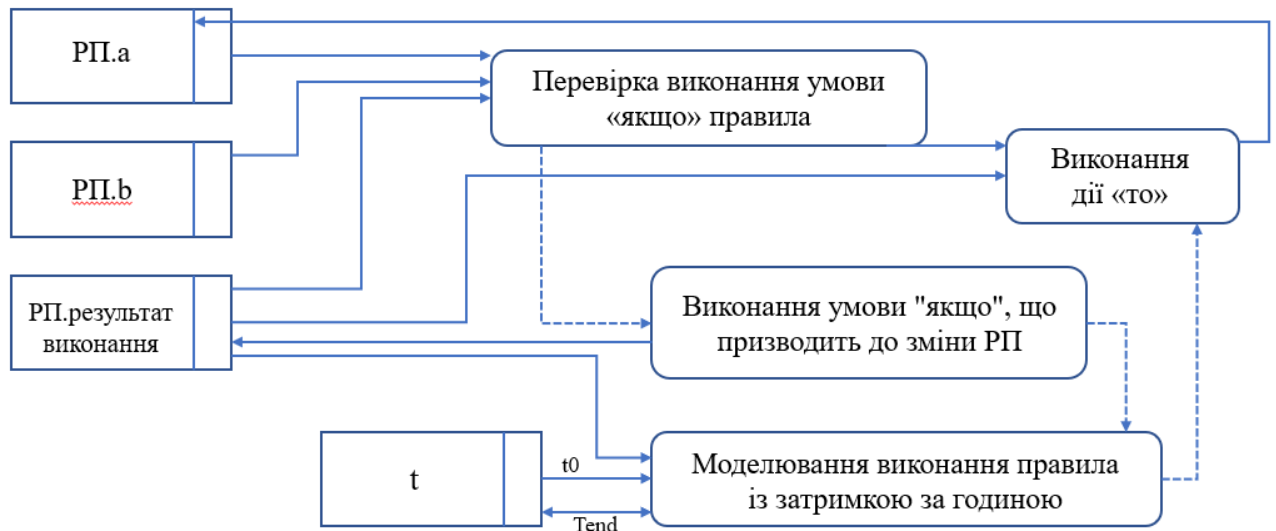 РП.a
Перевірка виконання умови
«якщо» правила
РП.b
Виконання
дії «то»
РП.результат
виконання
Виконання умови "якщо", що
призводить до зміни РП
t
t0
Tend
Моделювання виконання правила
із затримкою за годиною